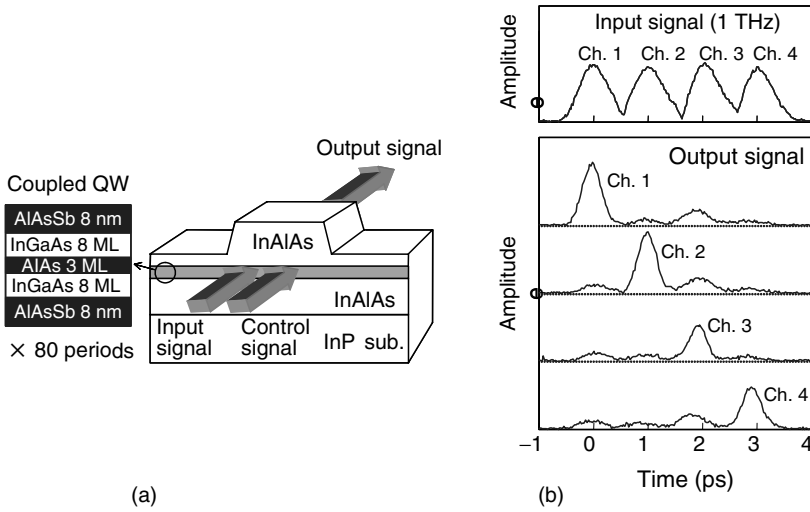 Output signal
Coupled QW
AlAsSb 8 nm
InGaAs 8 ML
AlAs 3 ML
InGaAs 8 ML
AlAsSb 8 nm
× 80 periods
InAlAs
InAlAs
Input signal
Control signal
InP sub.
(a)
Input signal (1 THz)
Ch. 1 Ch. 2 Ch. 3 Ch. 4
Amplitude
0
Output signal
Ch. 1
Ch. 2
Ch. 3
Ch. 4
Amplitude
0
−1 0 1 2 3 4
Time (ps)
(b)